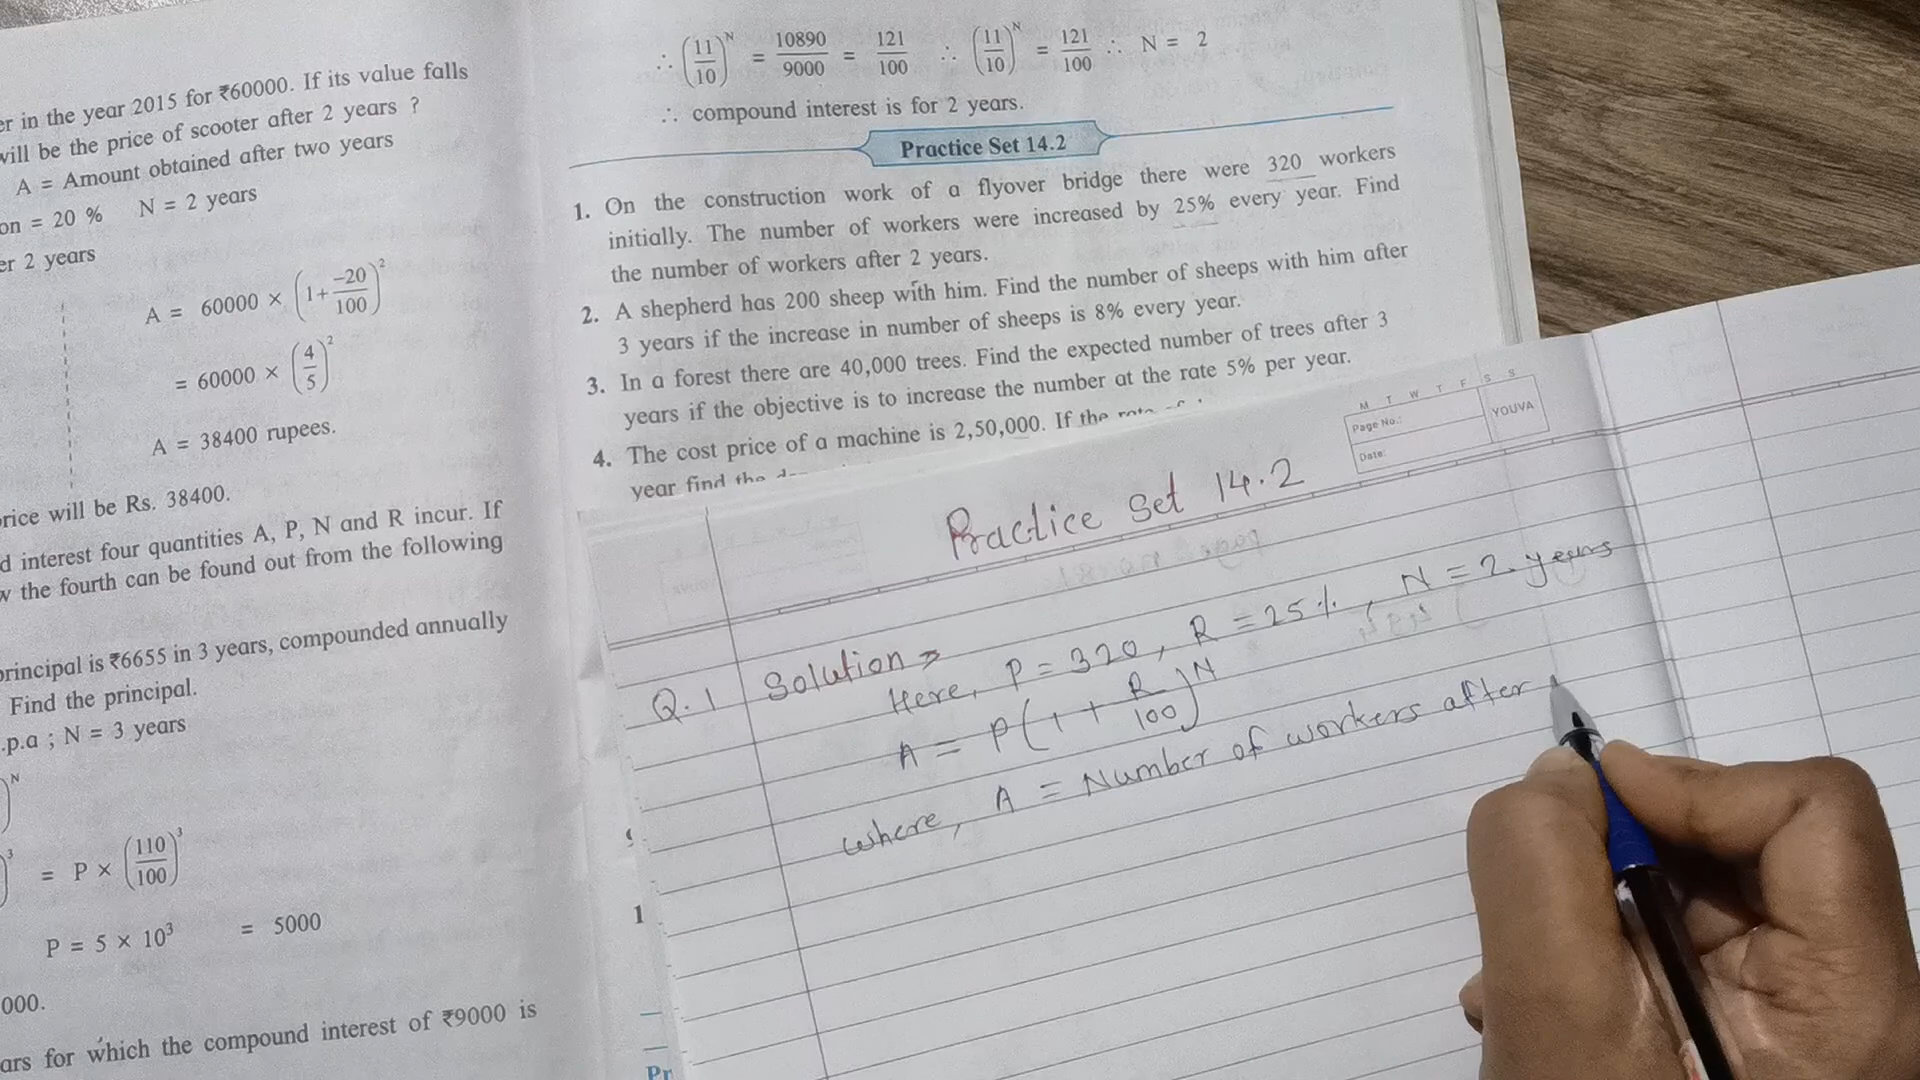 er in the year 2015 for ₹60000. If its value falls
will be the price of scooter after 2 years ?
A = Amount obtained after two years
on = 20 % N = 2 years
er 2 years
A = 60000 × (1+ -20/100)²
= 60000 × (4/5)²
A = 38400 rupees.
rice will be Rs. 38400.
d interest four quantities A, P, N and R incur. If
w the fourth can be found out from the following
principal is ₹6655 in 3 years, compounded annually
Find the principal.
.p.a ; N = 3 years
)ᴺ
)³ = P × (110/100)³
P = 5 × 10³ = 5000
000.
ars for which the compound interest of ₹9000 is
∴ (11/10)ᴺ = 10890/9000 = 121/100 ∴ (11/10)ᴺ = 121/100 ∴ N = 2
∴ compound interest is for 2 years.
Practice Set 14.2
1. On the construction work of a flyover bridge there were 320 workers
initially. The number of workers were increased by 25% every year. Find
the number of workers after 2 years.
2. A shepherd has 200 sheep with him. Find the number of sheeps with him after
3 years if the increase in number of sheeps is 8% every year.
3. In a forest there are 40,000 trees. Find the expected number of trees after 3
years if the objective is to increase the number at the rate 5% per year.
4. The cost price of a machine is 2,50,000. If the
year find the
M T W T F S S
Page No.:
YOUVA
Date:
Practice Set 14.2
Q.1 Solution ⇒
Here, P = 320, R = 25%, N = 2 years
A = P(1 + R/100)ᴺ
where, A = Number of workers after
1
Pr